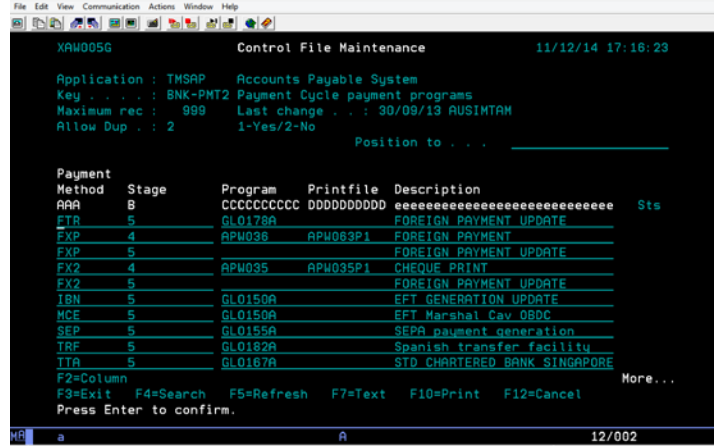 File Edit View Communication Actions Window Help
XAW005G Control File Maintenance 11/12/14 17:16:23
Application : TMSAP Accounts Payable System
Key . . . . : BNK-PMT2 Payment Cycle payment programs
Maximum rec : 999 Last change . . : 30/09/13 AUSIMTAM
Allow Dup . : 2 1-Yes/2-No
Position to . . .
Payment
Method Stage Program Printfile Description
AAA B CCCCCCCCCC DDDDDDDDDD eeeeeeeeeeeeeeeeeeeeeeeeeeeeee Sts
FTR 5 GL0178A FOREIGN PAYMENT UPDATE
FXP 4 APW036 APW063P1 FOREIGN PAYMENT
FXP 5 FOREIGN PAYMENT UPDATE
FX2 4 APW035 APW035P1 CHEQUE PRINT
FX2 5 FOREIGN PAYMENT UPDATE
IBN 5 GL0150A EFT GENERATION UPDATE
MCE 5 GL0150A EFT Marshal Cav OBDC
SEP 5 GL0155A SEPA payment generation
TRF 5 GL0182A Spanish transfer facility
TTA 5 GL0167A STD CHARTERED BANK SINGAPORE
More...
F2=Column
F3=Exit F4=Search F5=Refresh F7=Text F10=Print F12=Cancel
Press Enter to confirm.
MA a A 12/002